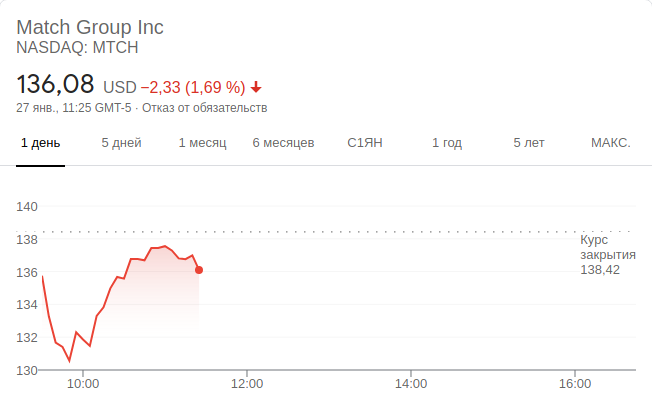 Match Group Inc
NASDAQ: MTCH
136,08 USD −2,33 (1,69 %)
27 янв., 11:25 GMT-5 · Отказ от обязательств
1 день 5 дней 1 месяц 6 месяцев С1ЯН 1 год 5 лет МАКС.
140
138
136
134
132
130
Курс
закрытия
138,42
10:00 12:00 14:00 16:00